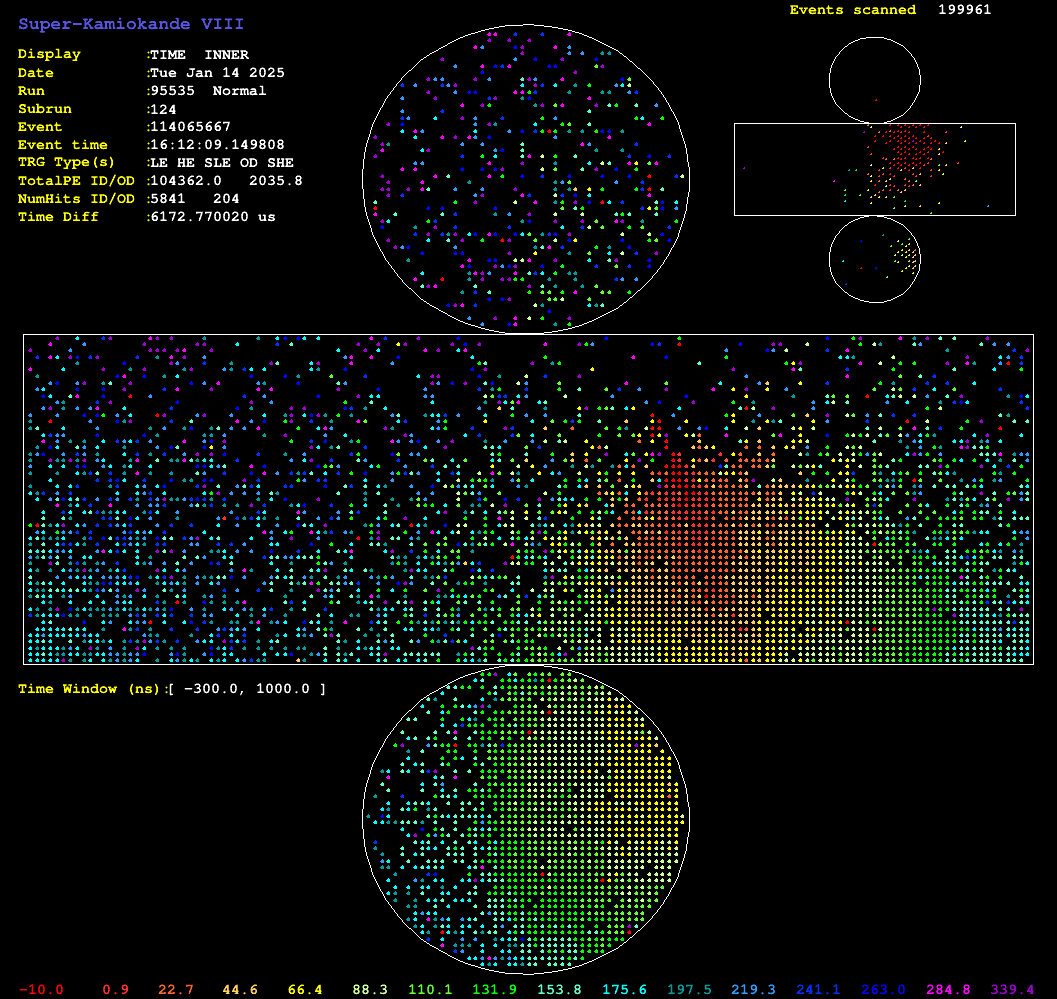 Super-Kamiokande VIII
Events scanned 199961
Display :TIME INNER
Date :Tue Jan 14 2025
Run :95535 Normal
Subrun :124
Event :114065667
Event time :16:12:09.149808
TRG Type(s) :LE HE SLE OD SHE
TotalPE ID/OD :104362.0 2035.8
NumHits ID/OD :5841 204
Time Diff :6172.770020 us
Time Window (ns):[ -300.0, 1000.0 ]
-10.0 0.9 22.7 44.6 66.4 88.3 110.1 131.9 153.8 175.6 197.5 219.3 241.1 263.0 284.8 339.4